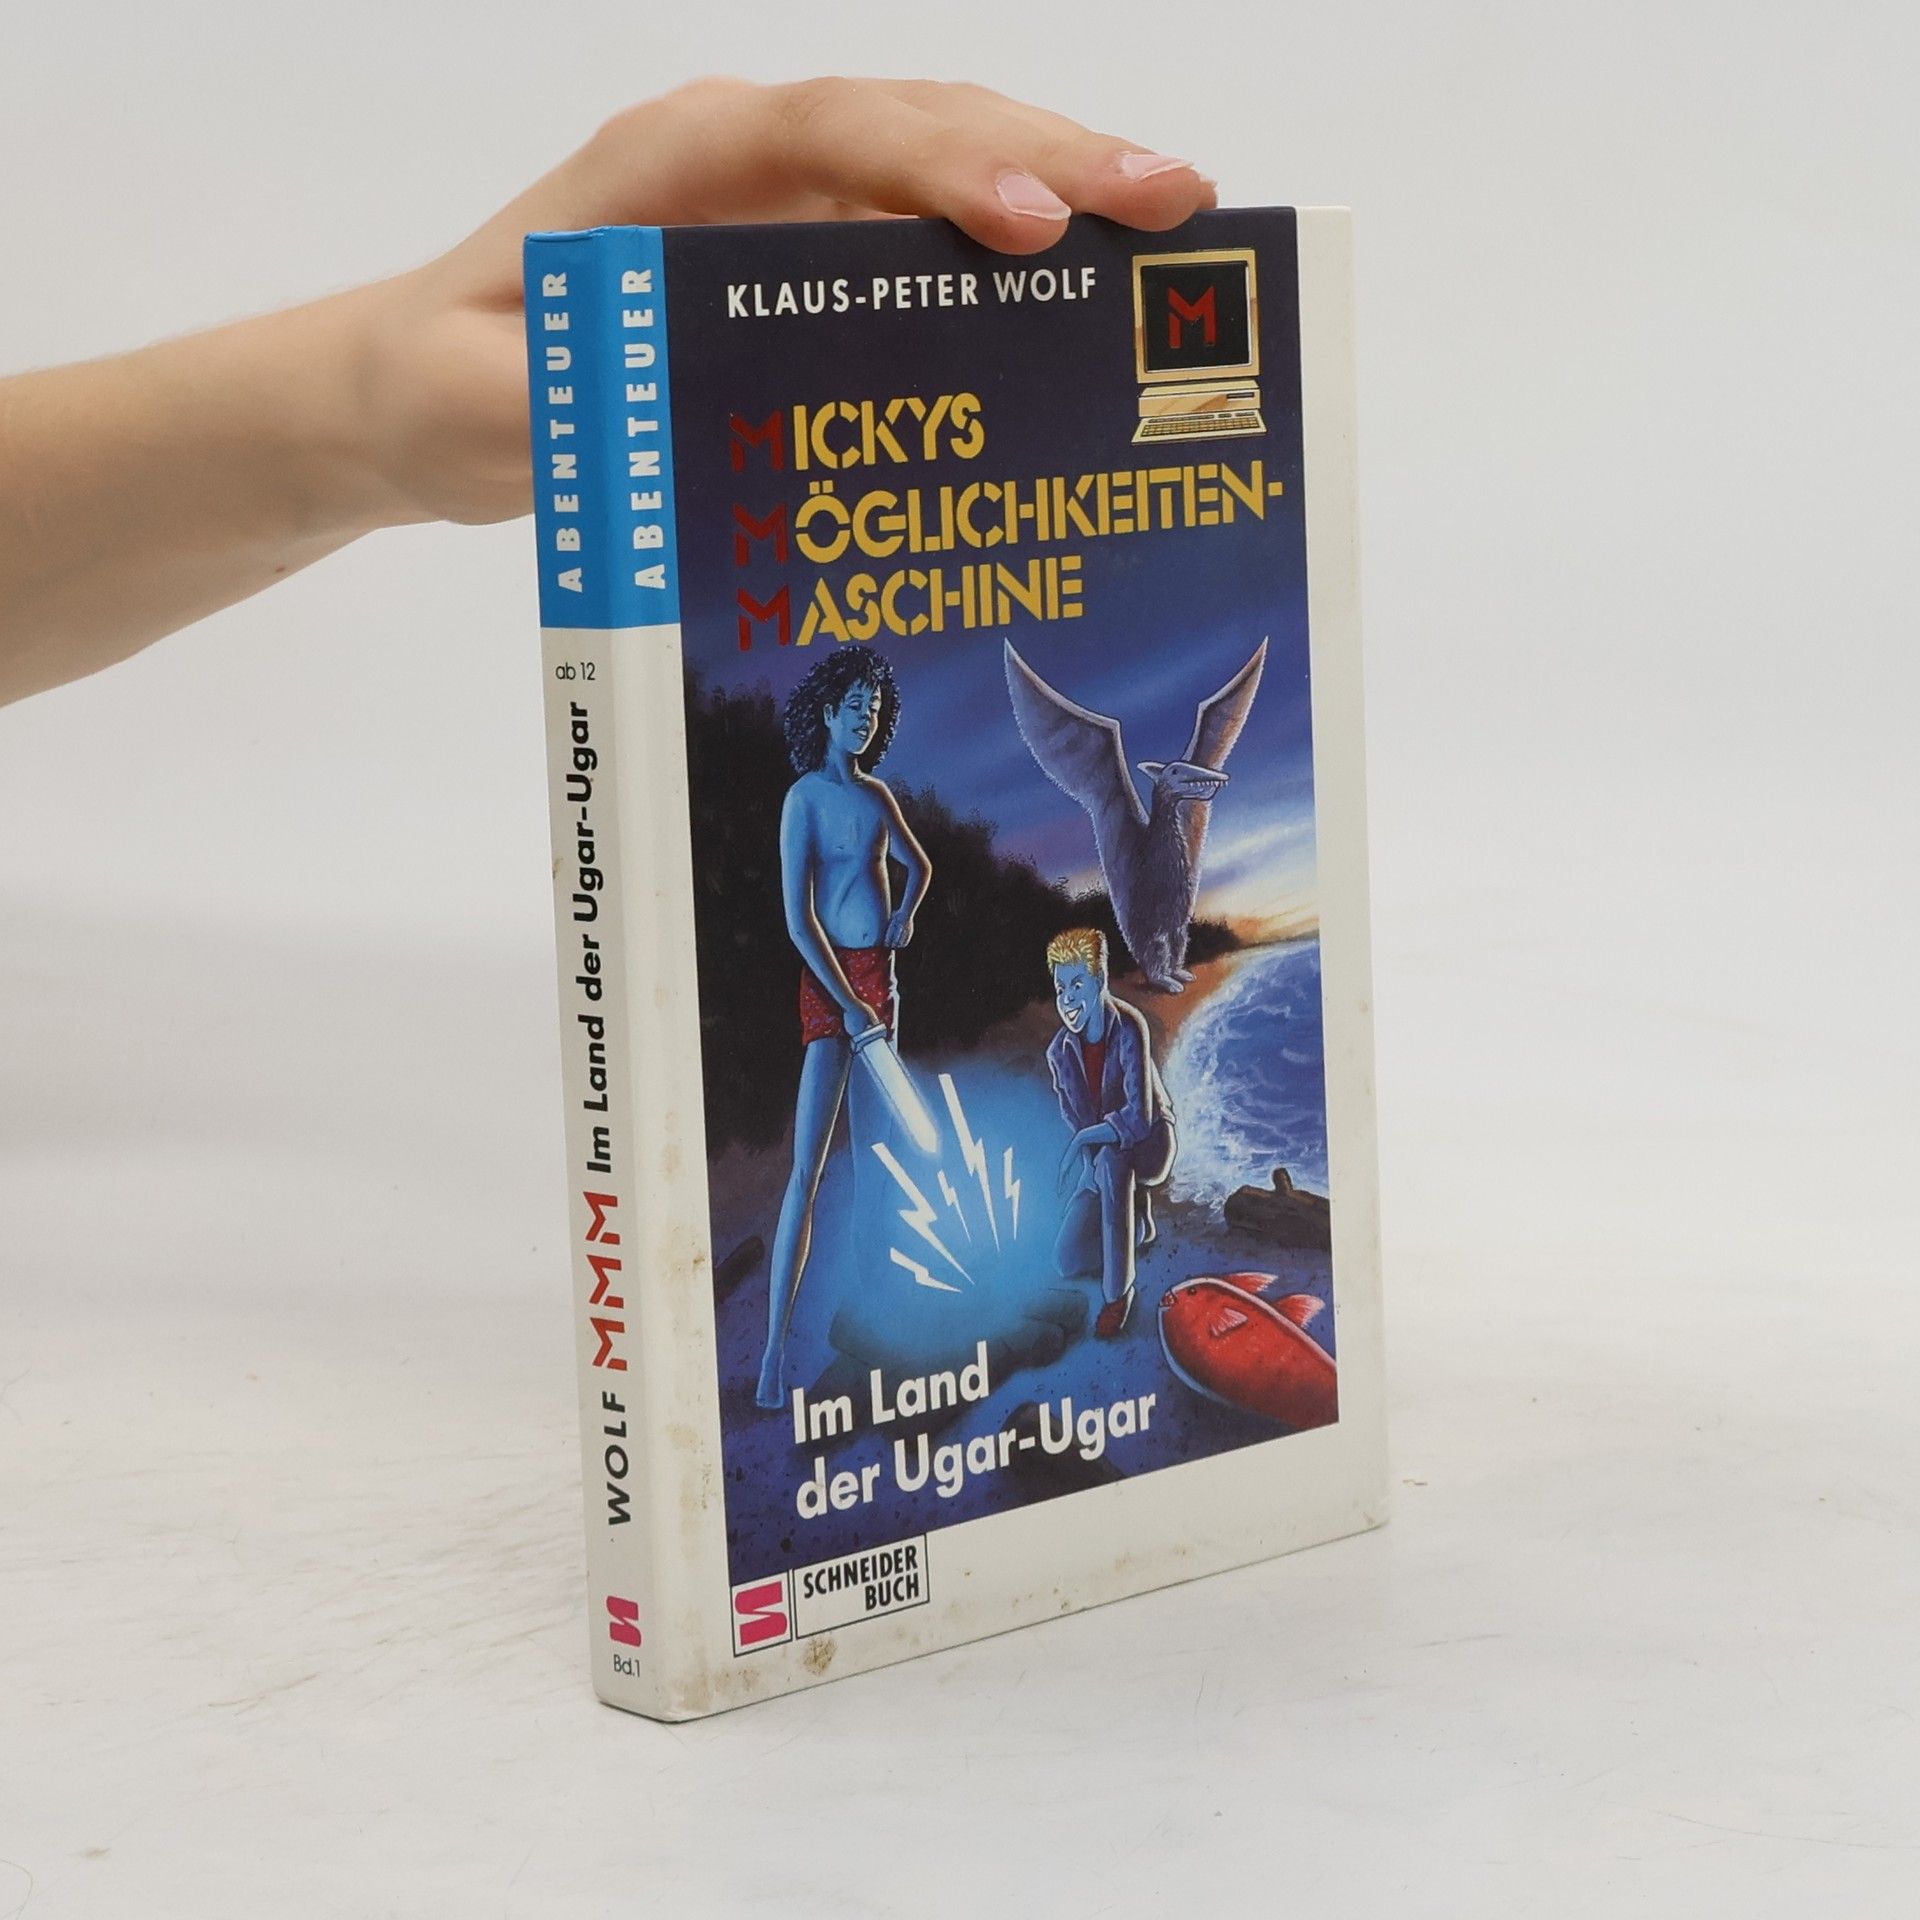 ABENTEUER
ABENTEUER
ab 12
WOLF MMM Im Land der Ugar-Ugar
Bd.1
KLAUS-PETER WOLF
M
MICKYS
MÖGLICHKEITEN-
MASCHINE
Im Land
der Ugar-Ugar
SCHNEIDER
BUCH